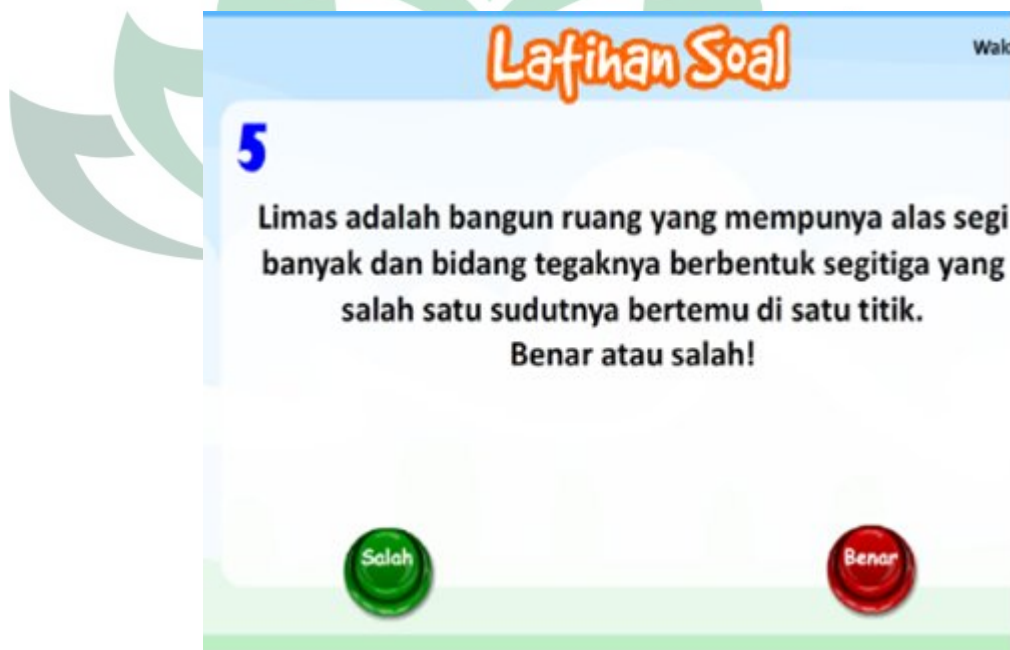 Latihan Soal
5
Limas adalah bangun ruang yang mempunya alas segi
banyak dan bidang tegaknya berbentuk segitiga yang
salah satu sudutnya bertemu di satu titik.
Benar atau salah!
Salah
Benar